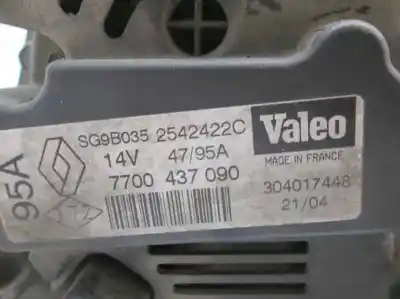 95A
SG9B035 2542422C
14V 47/95A
7700 437 090
Valeo
MADE IN FRANCE
304017448
21/04